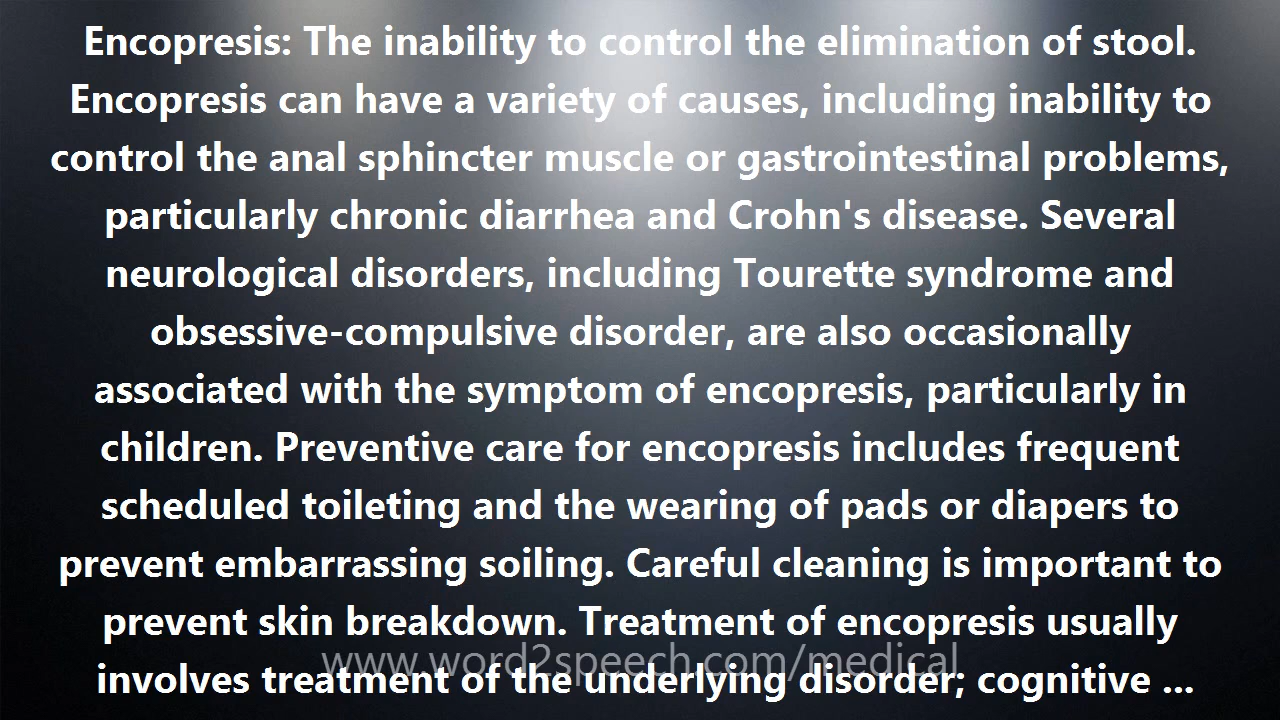 Encopresis: The inability to control the elimination of stool.
Encopresis can have a variety of causes, including inability to
control the anal sphincter muscle or gastrointestinal problems,
particularly chronic diarrhea and Crohn's disease. Several
neurological disorders, including Tourette syndrome and
obsessive-compulsive disorder, are also occasionally
associated with the symptom of encopresis, particularly in
children. Preventive care for encopresis includes frequent
scheduled toileting and the wearing of pads or diapers to
prevent embarrassing soiling. Careful cleaning is important to
prevent skin breakdown. Treatment of encopresis usually
www.word2speech.com/medical
involves treatment of the underlying disorder; cognitive ...